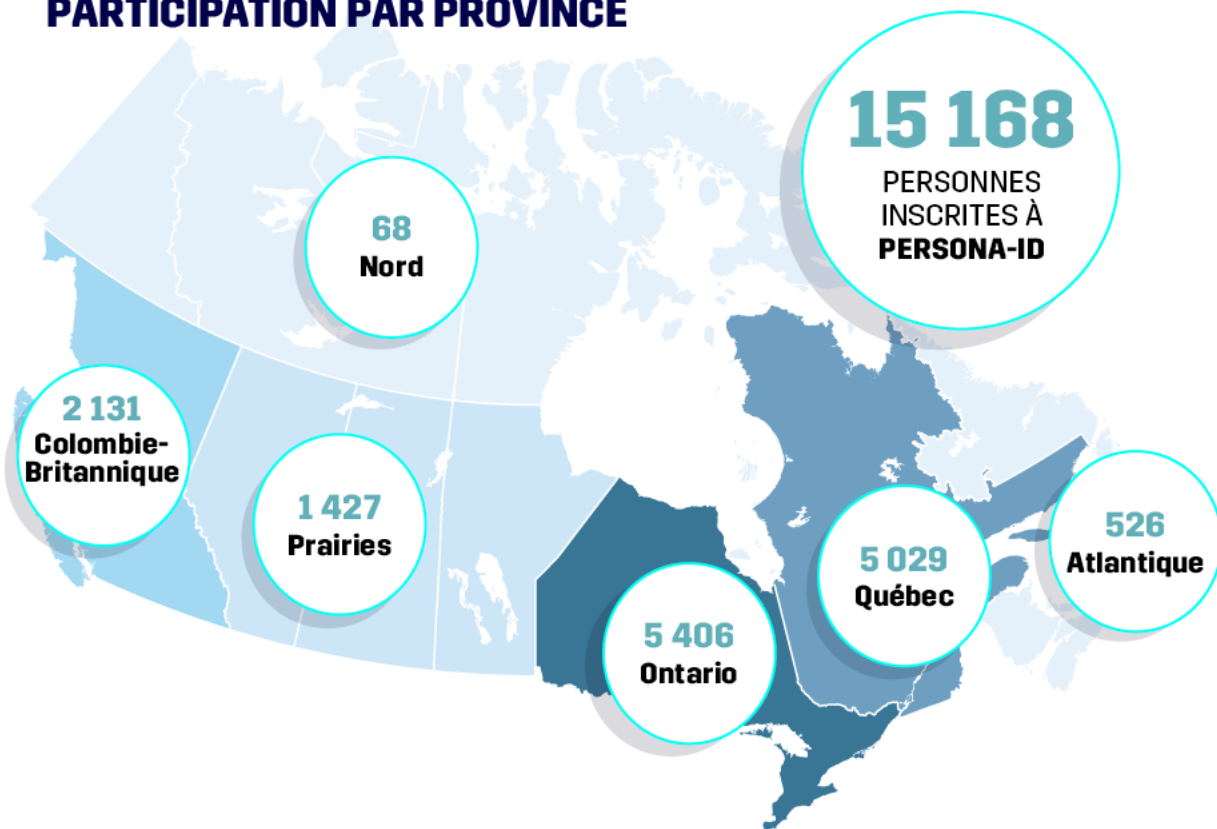 PARTICIPATION PAR PROVINCE
15 168
PERSONNES
INSCRITES À
PERSONA-ID
68
Nord
2 131
Colombie-
Britannique
1 427
Prairies
5 406
Ontario
5 029
Québec
526
Atlantique